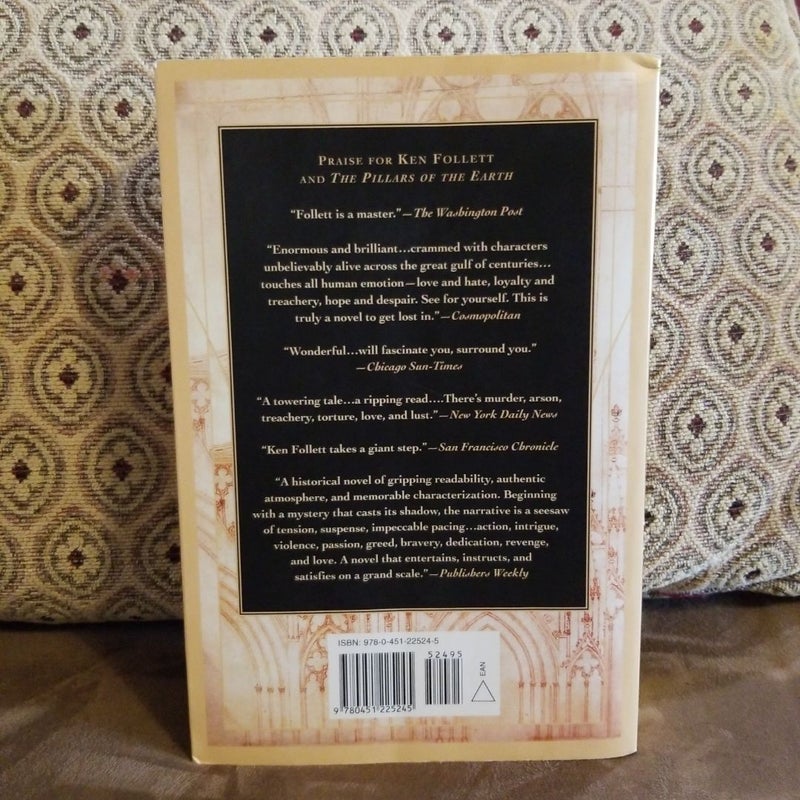 PRAISE FOR KEN FOLLETT
AND THE PILLARS OF THE EARTH
“Follett is a master.”—The Washington Post
“Enormous and brilliant…crammed with characters
unbelievably alive across the great gulf of centuries…
touches all human emotion—love and hate, loyalty and
treachery, hope and despair. See for yourself. This is
truly a novel to get lost in.”—Cosmopolitan
“Wonderful…will fascinate you, surround you.”
—Chicago Sun-Times
“A towering tale…a ripping read….There’s murder, arson,
treachery, torture, love, and lust.”—New York Daily News
“Ken Follett takes a giant step.”—San Francisco Chronicle
“A historical novel of gripping readability, authentic
atmosphere, and memorable characterization. Beginning
with a mystery that casts its shadow, the narrative is a seesaw
of tension, suspense, impeccable pacing…action, intrigue,
violence, passion, greed, bravery, dedication, revenge,
and love. A novel that entertains, instructs, and
satisfies on a grand scale.”—Publishers Weekly
ISBN: 978-0-451-22524-5
52495
EAN
9 780451 225245